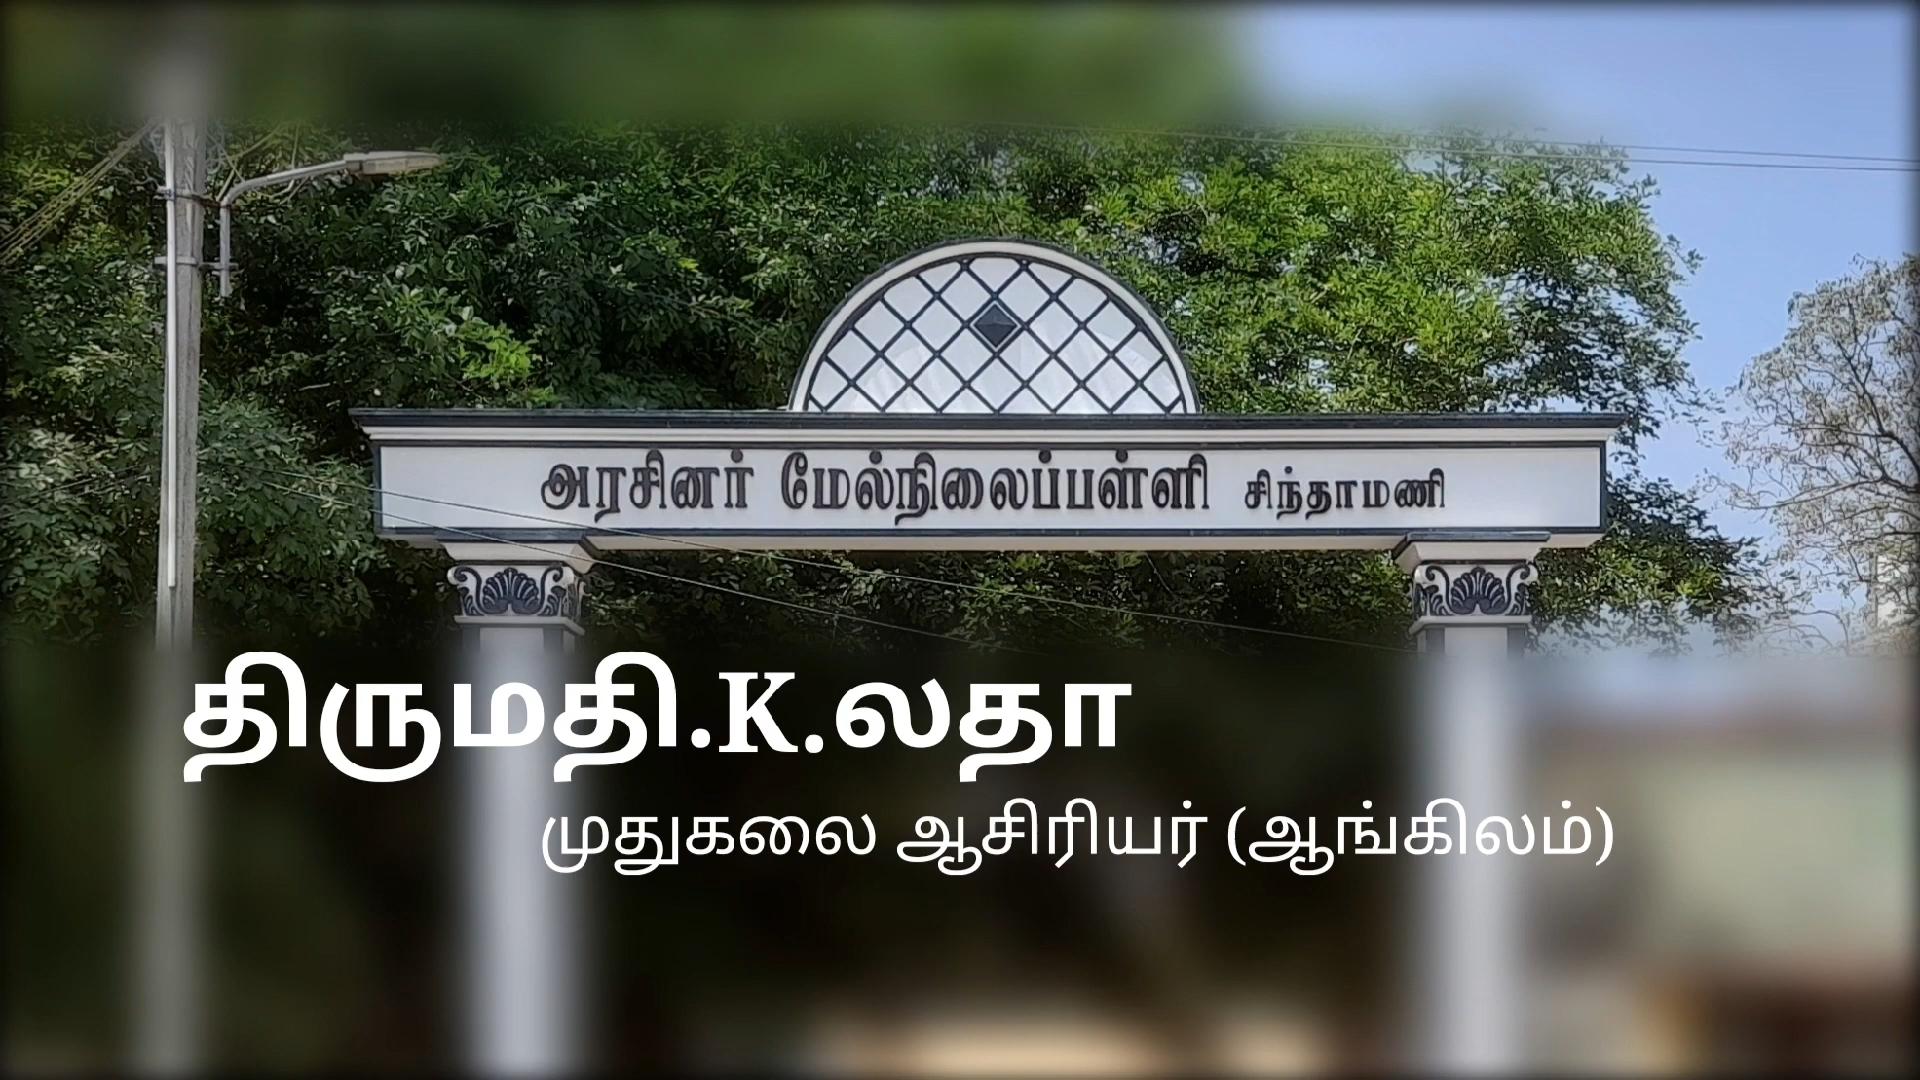 அரசினர் மேல்நிலைப்பள்ளி சிந்தாமணி
திருமதி.K.லதா
முதுகலை ஆசிரியர் (ஆங்கிலம்)